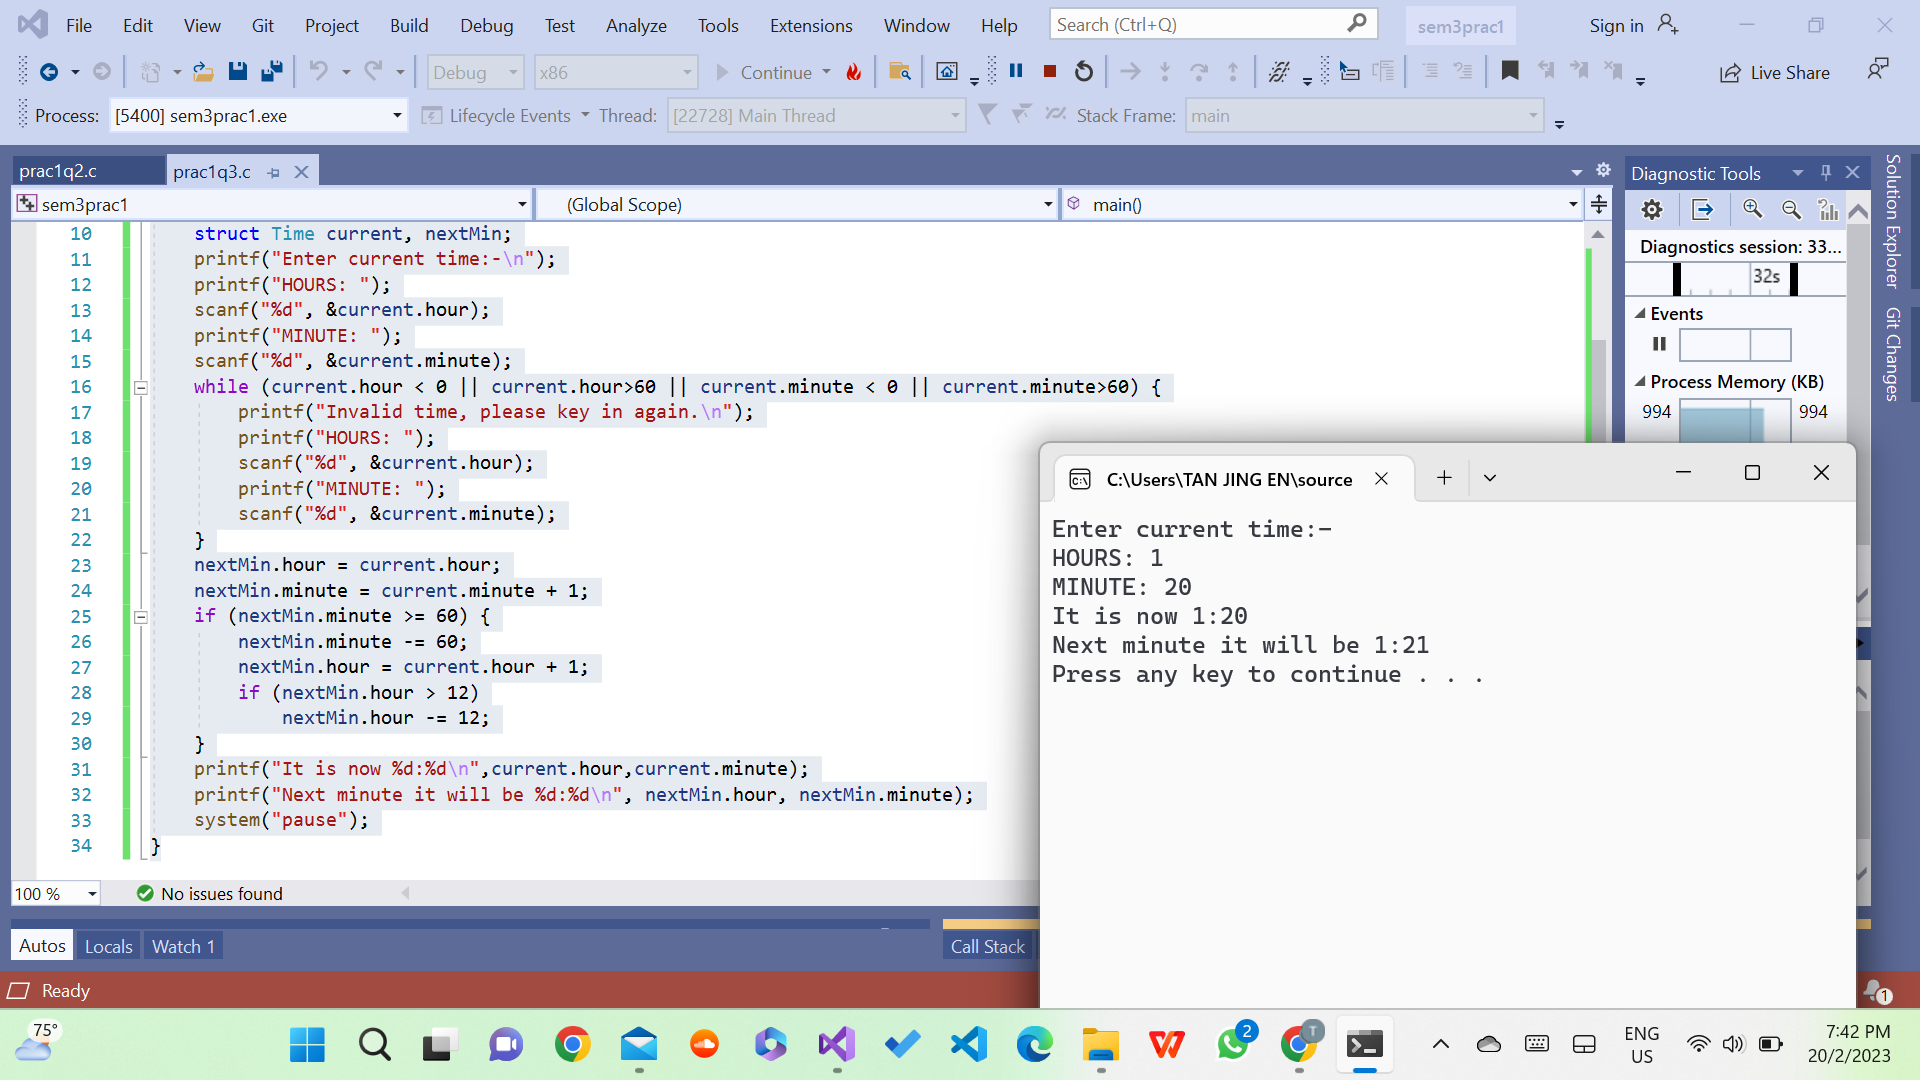 File Edit View Git Project Build Debug Test Analyze Tools Extensions Window Help Search (Ctrl+Q) sem3prac1 Sign in
Debug x86 Continue Live Share
Process: [5400] sem3prac1.exe Lifecycle Events Thread: [22728] Main Thread Stack Frame: main
prac1q2.c prac1q3.c
sem3prac1 (Global Scope) main()
10 struct Time current, nextMin;
11 printf("Enter current time:-\n");
12 printf("HOURS: ");
13 scanf("%d", &current.hour);
14 printf("MINUTE: ");
15 scanf("%d", &current.minute);
16 while (current.hour < 0 || current.hour>60 || current.minute < 0 || current.minute>60) {
17 printf("Invalid time, please key in again.\n");
18 printf("HOURS: ");
19 scanf("%d", &current.hour);
20 printf("MINUTE: ");
21 scanf("%d", &current.minute);
22 }
23 nextMin.hour = current.hour;
24 nextMin.minute = current.minute + 1;
25 if (nextMin.minute >= 60) {
26 nextMin.minute -= 60;
27 nextMin.hour = current.hour + 1;
28 if (nextMin.hour > 12)
29 nextMin.hour -= 12;
30 }
31 printf("It is now %d:%d\n",current.hour,current.minute);
32 printf("Next minute it will be %d:%d\n", nextMin.hour, nextMin.minute);
33 system("pause");
34 }
100 % No issues found
Autos Locals Watch 1 Call Stack
Ready
Diagnostic Tools
Diagnostics session: 33...
32s
Events
Process Memory (KB)
994 994
Solution Explorer
Git Changes
C:\Users\TAN JING EN\source
Enter current time:-
HOURS: 1
MINUTE: 20
It is now 1:20
Next minute it will be 1:21
Press any key to continue . . .
1
75°
2
T
ENG
US
7:42 PM
20/2/2023